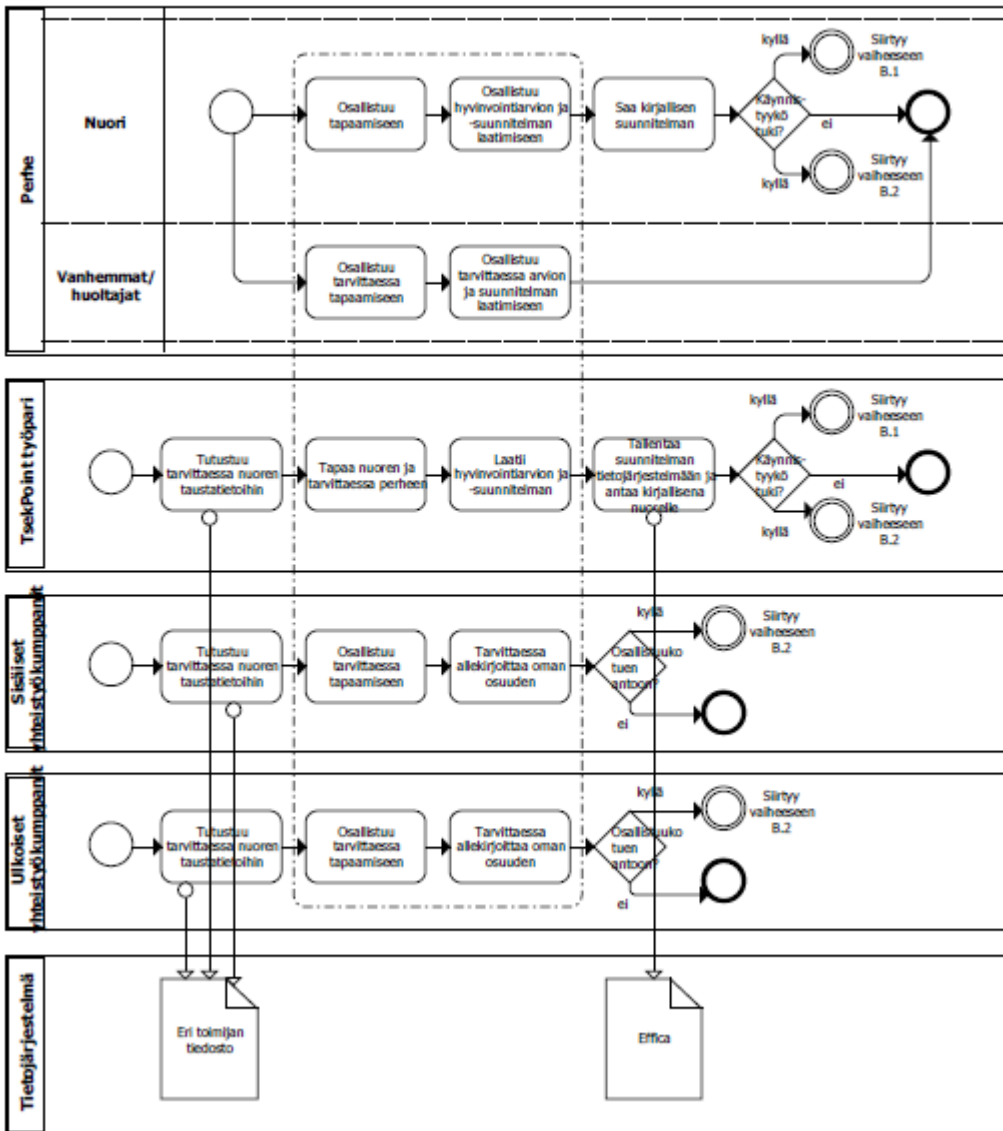 Perhe
Nuori
Osallistuu
tapaamiseen
Osallistuu
hyvinvointiarvion ja
-suunnitelman
laatimiseen
Saa kirjallisen
suunnitelman
Käynnis-
tyykö
tuki?
kyllä
Siirtyy
vaiheeseen
B.1
ei
kyllä
Siirtyy
vaiheeseen
B.2
Vanhemmat/
huoltajat
Osallistuu
tarvittaessa
tapaamiseen
Osallistuu
tarvittaessa arvion
ja suunnitelman
laatimiseen
TsekPoint työpari
Tutustuu
tarvittaessa nuoren
taustatietoihin
Tapaa nuoren ja
tarvittaessa perheen
Laatii
hyvinvointiarvion ja
-suunnitelman
Tallentaa
suunnitelman
tietojärjestelmään ja
antaa kirjallisena
nuorelle
Käynnis-
tyykö
tuki?
kyllä
Siirtyy
vaiheeseen
B.1
ei
kyllä
Siirtyy
vaiheeseen
B.2
Sisäiset
yhteistyökumppanit
Tutustuu
tarvittaessa nuoren
taustatietoihin
Osallistuu
tarvittaessa
tapaamiseen
Tarvittaessa
allekirjoittaa oman
osuuden
Osallistuuko
tuen
antoon?
kyllä
Siirtyy
vaiheeseen
B.2
ei
Ulkoiset
yhteistyökumppanit
Tutustuu
tarvittaessa nuoren
taustatietoihin
Osallistuu
tarvittaessa
tapaamiseen
Tarvittaessa
allekirjoittaa oman
osuuden
Osallistuuko
tuen
antoon?
kyllä
Siirtyy
vaiheeseen
B.2
ei
Tietojärjestelmä
Eri toimijan
tiedosto
Effica